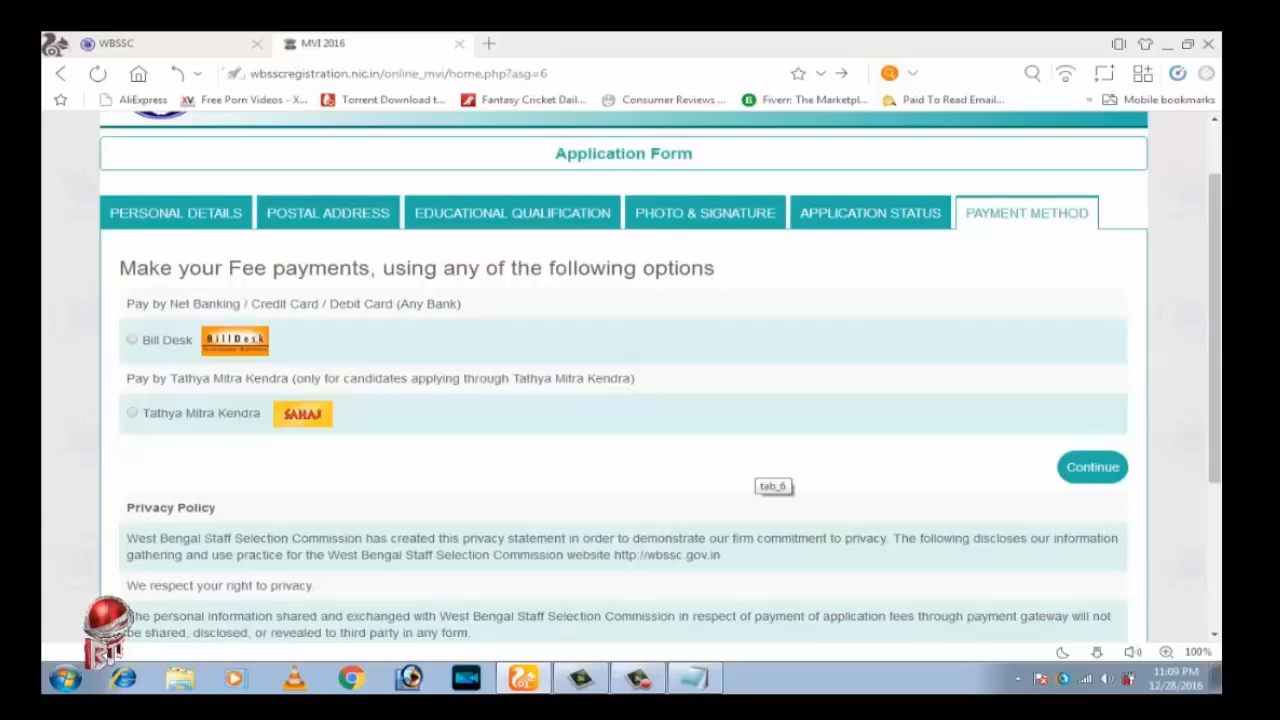 WBSSC
MVI 2016
wbsscregistration.nic.in/online_mvi/home.php?asg=6
AliExpress
XV Free Porn Videos - X...
Torrent Download t...
Fantasy Cricket Dail...
Consumer Reviews ...
Fiverr: The Marketpl...
Paid To Read Email...
» Mobile bookmarks
Application Form
PERSONAL DETAILS
POSTAL ADDRESS
EDUCATIONAL QUALIFICATION
PHOTO & SIGNATURE
APPLICATION STATUS
PAYMENT METHOD
Make your Fee payments, using any of the following options
Pay by Net Banking / Credit Card / Debit Card (Any Bank)
Bill Desk BillDesk
Pay by Tathya Mitra Kendra (only for candidates applying through Tathya Mitra Kendra)
Tathya Mitra Kendra SAHAJ
Continue
tab_6
Privacy Policy
West Bengal Staff Selection Commission has created this privacy statement in order to demonstrate our firm commitment to privacy. The following discloses our information
gathering and use practice for the West Bengal Staff Selection Commission website http://wbssc.gov.in
We respect your right to privacy.
The personal information shared and exchanged with West Bengal Staff Selection Commission in respect of payment of application fees through payment gateway will not
be shared, disclosed, or revealed to third party in any form.
100%
11:09 PM
12/28/2016